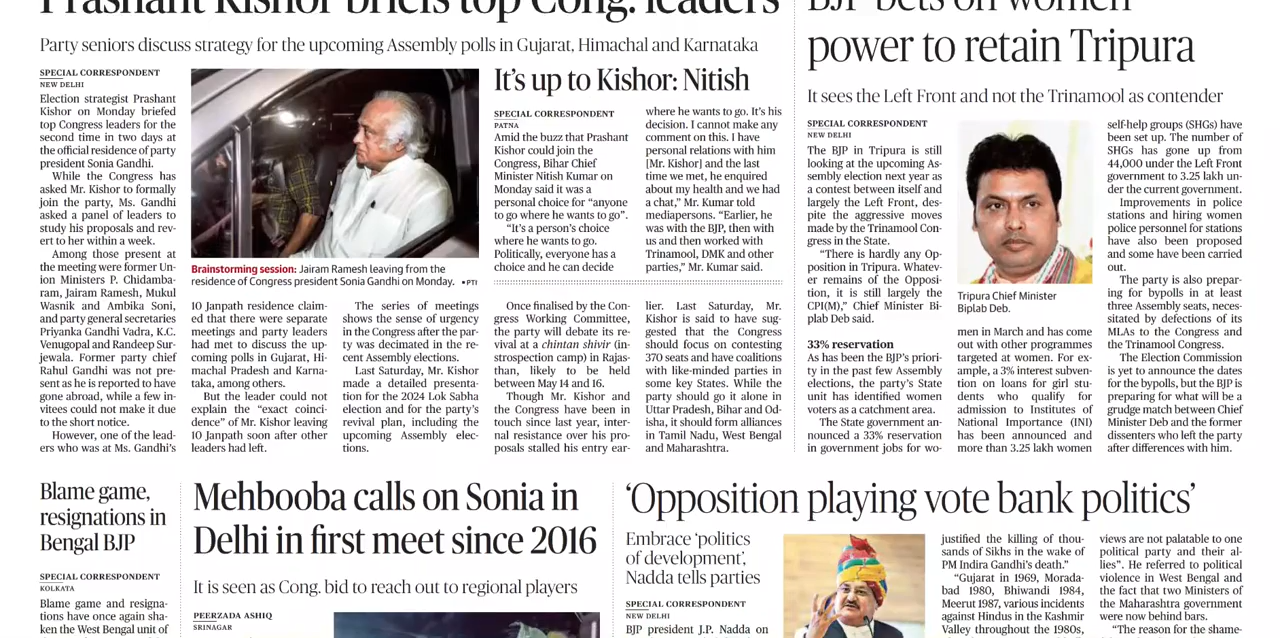 Prashant Kishor briefs top Cong. leaders
Party seniors discuss strategy for the upcoming Assembly polls in Gujarat, Himachal and Karnataka
SPECIAL CORRESPONDENT
NEW DELHI
Election strategist Prashant
Kishor on Monday briefed
top Congress leaders for the
second time in two days at
the official residence of party
president Sonia Gandhi.
While the Congress has
asked Mr. Kishor to formally
join the party, Ms. Gandhi
asked a panel of leaders to
study his proposals and rev-
ert to her within a week.
Among those present at
the meeting were former Un-
ion Ministers P. Chidamba-
ram, Jairam Ramesh, Mukul
Wasnik and Ambika Soni,
and party general secretaries
Priyanka Gandhi Vadra, K.C.
Venugopal and Randeep Sur-
jewala. Former party chief
Rahul Gandhi was not pre-
sent as he is reported to have
gone abroad, while a few in-
vitees could not make it due
to the short notice.
However, one of the lead-
ers who was at Ms. Gandhi's
Brainstorming session: Jairam Ramesh leaving from the
residence of Congress president Sonia Gandhi on Monday. ▪PTI
10 Janpath residence claim-
ed that there were separate
meetings and party leaders
had met to discuss the up-
coming polls in Gujarat, Hi-
machal Pradesh and Karna-
taka, among others.
But the leader could not
explain the “exact coinci-
dence” of Mr. Kishor leaving
10 Janpath soon after other
leaders had left.
The series of meetings
shows the sense of urgency
in the Congress after the par-
ty was decimated in the re-
cent Assembly elections.
Last Saturday, Mr. Kishor
made a detailed presenta-
tion for the 2024 Lok Sabha
election and for the party's
revival plan, including the
upcoming Assembly elec-
tions.
Once finalised by the Con-
gress Working Committee,
the party will debate its re-
vival at a chintan shivir (in-
strospection camp) in Rajas-
than, likely to be held
between May 14 and 16.
Though Mr. Kishor and
the Congress have been in
touch since last year, inter-
nal resistance over his pro-
posals stalled his entry ear-
lier. Last Saturday, Mr.
Kishor is said to have sug-
gested that the Congress
should focus on contesting
370 seats and have coalitions
with like-minded parties in
some key States. While the
party should go it alone in
Uttar Pradesh, Bihar and Od-
isha, it should form alliances
in Tamil Nadu, West Bengal
and Maharashtra.
It's up to Kishor: Nitish
SPECIAL CORRESPONDENT
PATNA
Amid the buzz that Prashant
Kishor could join the
Congress, Bihar Chief
Minister Nitish Kumar on
Monday said it was a
personal choice for “anyone
to go where he wants to go”.
“It's a person's choice
where he wants to go.
Politically, everyone has a
choice and he can decide
where he wants to go. It's his
decision. I cannot make any
comment on this. I have
personal relations with him
[Mr. Kishor] and the last
time we met, he enquired
about my health and we had
a chat,” Mr. Kumar told
mediapersons. “Earlier, he
was with the BJP, then with
us and then worked with
Trinamool, DMK and other
parties,” Mr. Kumar said.
BJP bets on women
power to retain Tripura
It sees the Left Front and not the Trinamool as contender
SPECIAL CORRESPONDENT
NEW DELHI
The BJP in Tripura is still
looking at the upcoming As-
sembly election next year as
a contest between itself and
largely the Left Front, des-
pite the aggressive moves
made by the Trinamool Con-
gress in the State.
“There is hardly any Op-
position in Tripura. Whatev-
er remains of the Opposi-
tion, it is still largely the
CPI(M),” Chief Minister Bi-
plab Deb said.
33% reservation
As has been the BJP's priori-
ty in the past few Assembly
elections, the party's State
unit has identified women
voters as a catchment area.
The State government an-
nounced a 33% reservation
in government jobs for wo-
Tripura Chief Minister
Biplab Deb.
men in March and has come
out with other programmes
targeted at women. For ex-
ample, a 3% interest subven-
tion on loans for girl stu-
dents who qualify for
admission to Institutes of
National Importance (INI)
has been announced and
more than 3.25 lakh women
self-help groups (SHGs) have
been set up. The number of
SHGs has gone up from
44,000 under the Left Front
government to 3.25 lakh un-
der the current government.
Improvements in police
stations and hiring women
police personnel for stations
have also been proposed
and some have been carried
out.
The party is also prepar-
ing for bypolls in at least
three Assembly seats, neces-
sitated by defections of its
MLAs to the Congress and
the Trinamool Congress.
The Election Commission
is yet to announce the dates
for the bypolls, but the BJP is
preparing for what will be a
grudge match between Chief
Minister Deb and the former
dissenters who left the party
after differences with him.
Blame game,
resignations in
Bengal BJP
SPECIAL CORRESPONDENT
KOLKATA
Blame game and resigna-
tions have once again sha-
ken the West Bengal unit of
Mehbooba calls on Sonia in
Delhi in first meet since 2016
It is seen as Cong. bid to reach out to regional players
PEERZADA ASHIQ
SRINAGAR
‘Opposition playing vote bank politics’
Embrace ‘politics
of development’,
Nadda tells parties
SPECIAL CORRESPONDENT
NEW DELHI
BJP president J.P. Nadda on
justified the killing of thou-
sands of Sikhs in the wake of
PM Indira Gandhi's death.”
“Gujarat in 1969, Morada-
bad 1980, Bhiwandi 1984,
Meerut 1987, various incidents
against Hindus in the Kashmir
Valley throughout the 1980s,
views are not palatable to one
political party and their al-
lies”. He referred to political
violence in West Bengal and
the fact that two Ministers of
the Maharashtra government
were now behind bars.
“The reason for the shame-